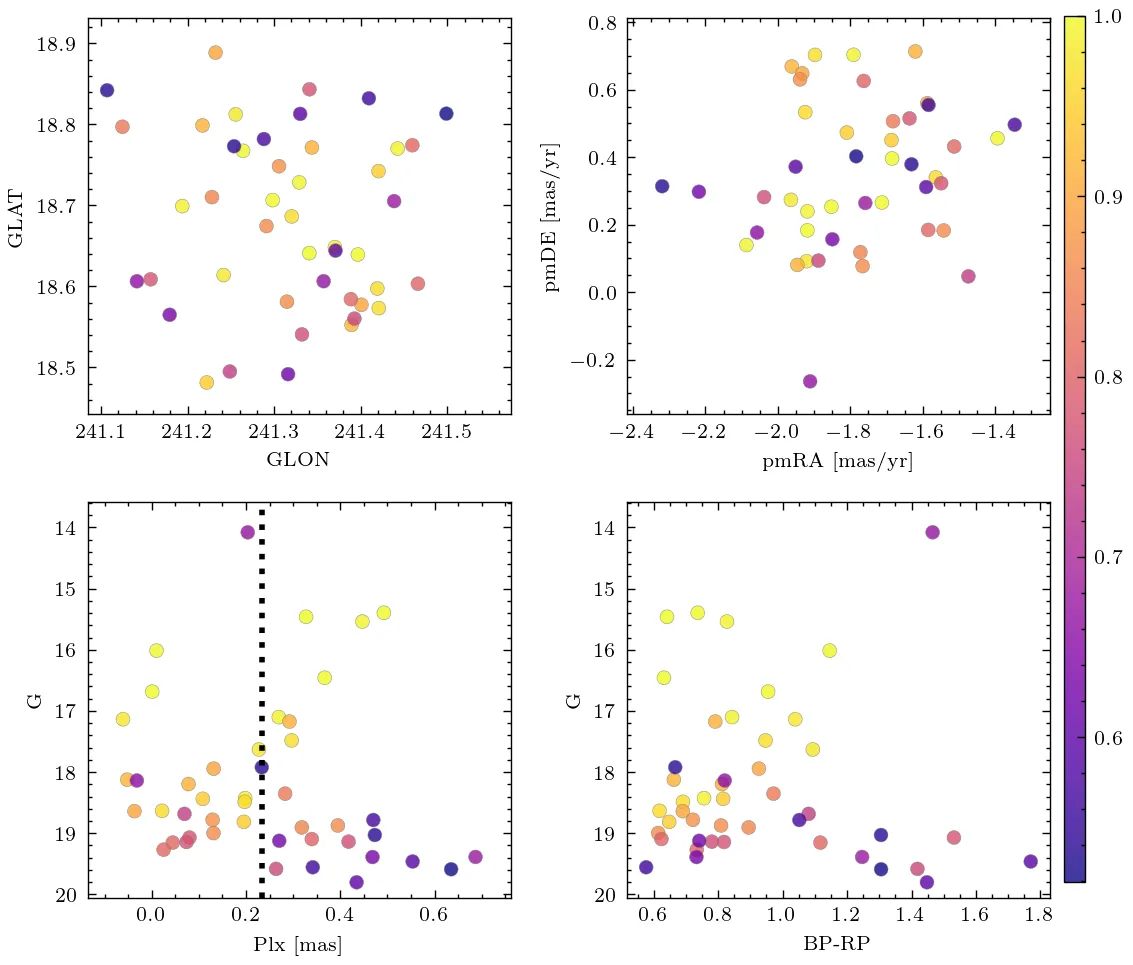 18.9
18.8
18.7
18.6
18.5
GLAT
241.1 241.2 241.3 241.4 241.5
GLON
0.8
0.6
0.4
0.2
0.0
−0.2
pmDE [mas/yr]
−2.4 −2.2 −2.0 −1.8 −1.6 −1.4
pmRA [mas/yr]
1.0
0.9
0.8
0.7
0.6
14
15
16
17
18
19
20
G
0.0 0.2 0.4 0.6
Plx [mas]
14
15
16
17
18
19
20
G
0.6 0.8 1.0 1.2 1.4 1.6 1.8
BP-RP